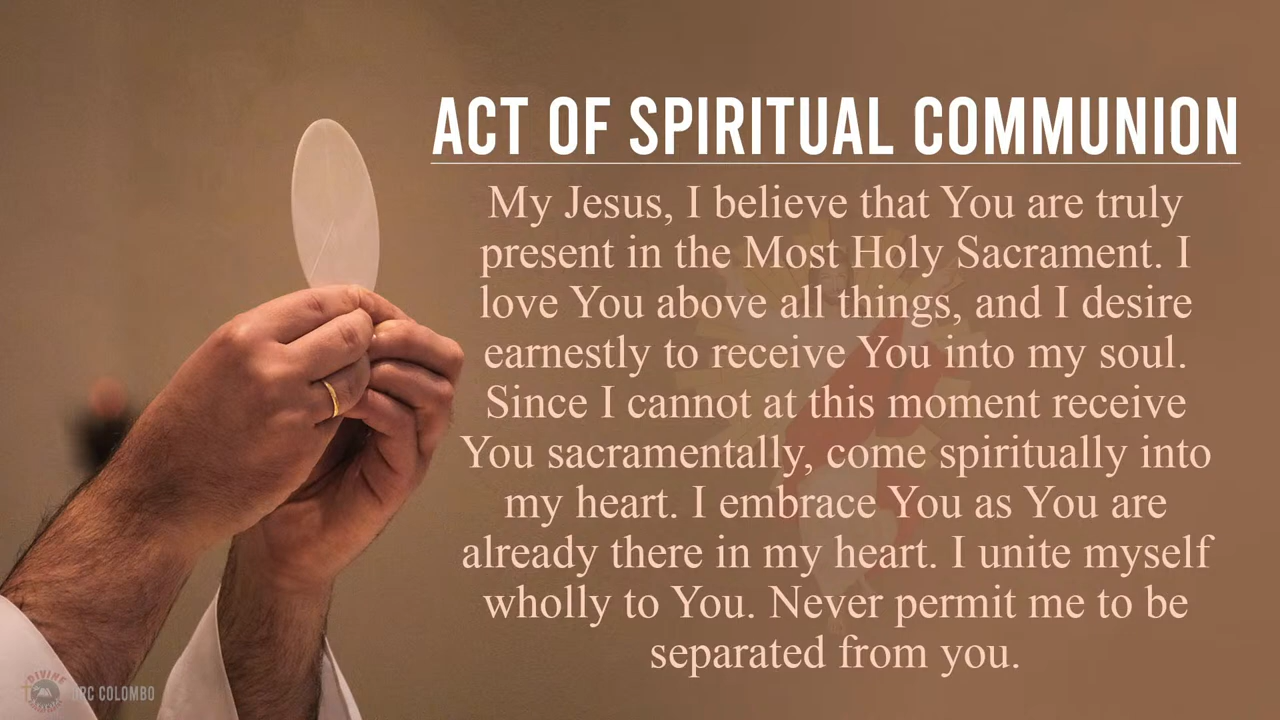 ACT OF SPIRITUAL COMMUNION
My Jesus, I believe that You are truly
present in the Most Holy Sacrament. I
love You above all things, and I desire
earnestly to receive You into my soul.
Since I cannot at this moment receive
You sacramentally, come spiritually into
my heart. I embrace You as You are
already there in my heart. I unite myself
wholly to You. Never permit me to be
separated from you.
DIVINE
COLOMBO